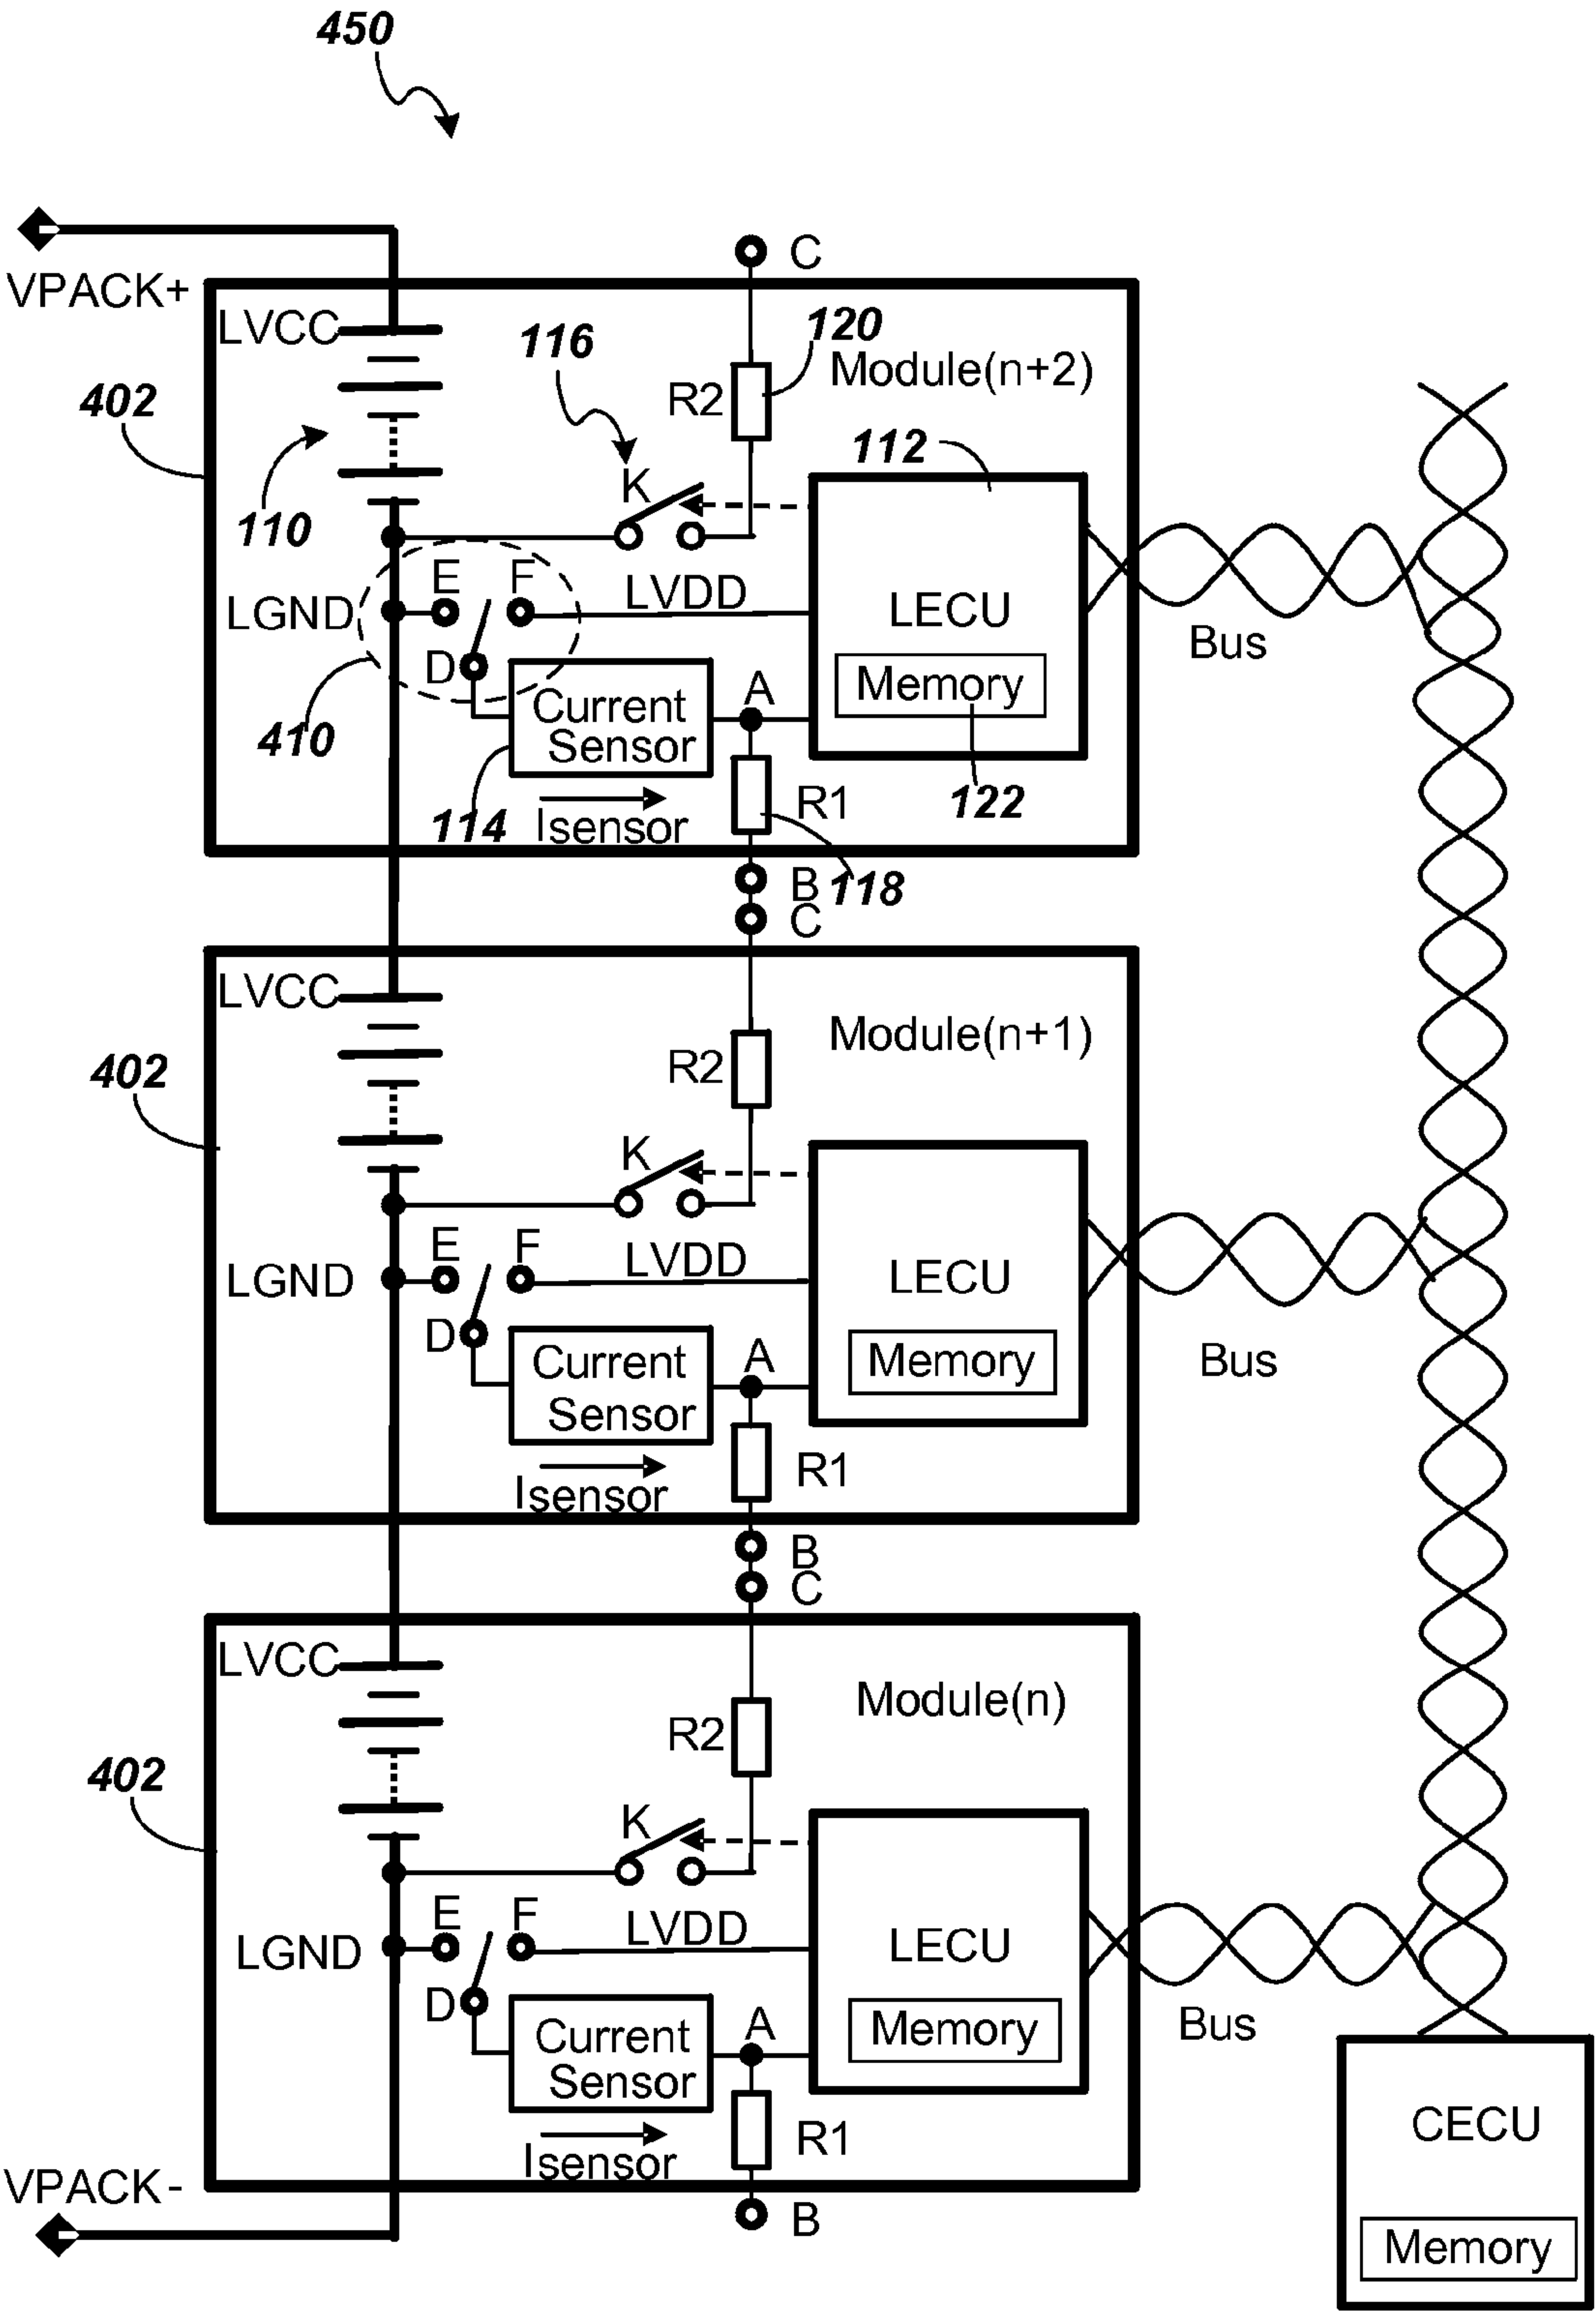 450
VPACK+
C
LVCC
116
120
R2
Module(n+2)
402
110
112
K
E
F
LVDD
LGND
LECU
Bus
D
Current
Sensor
A
Memory
410
114
Isensor
R1
122
B
118
C
LVCC
Module(n+1)
R2
402
K
E
F
LVDD
LGND
LECU
D
Current
Sensor
A
Memory
Bus
Isensor
R1
B
C
LVCC
Module(n)
R2
402
K
E
F
LVDD
LGND
LECU
D
Current
Sensor
A
Memory
Bus
Isensor
R1
CECU
VPACK-
B
Memory